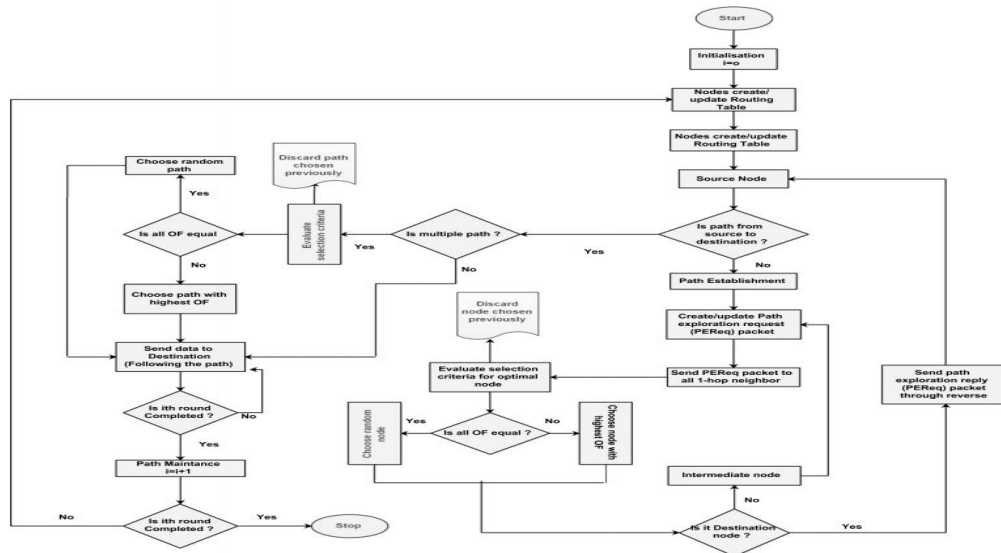 Start
Initialisation
i=o
Nodes create/
update Routing
Table
Nodes create/update
Routing Table
Source Node
Is path from
source to
destination ?
Yes
No
Is multiple path ?
Yes
No
Evaluate
selection criteria
Discard path
chosen
previously
Is all OF equal
Yes
No
Choose random
path
Choose path with
highest OF
Send data to
Destination
(Following the path)
Is ith round
Completed ?
No
Yes
Path Maintance
i=i+1
Is ith round
Completed ?
No
Yes
Stop
Path Establishment
Create/update Path
exploration request
(PEReq) packet
Send PEReq packet to
all 1-hop neighbor
Discard
node chosen
previously
Evaluate selection
criteria for optimal
node
Is all OF equal ?
Yes
No
Choose random
node
Choose node with
highest OF
Intermediate node
No
Is it Destination
node ?
Yes
Send path
exploration reply
(PEReq) packet
through reverse